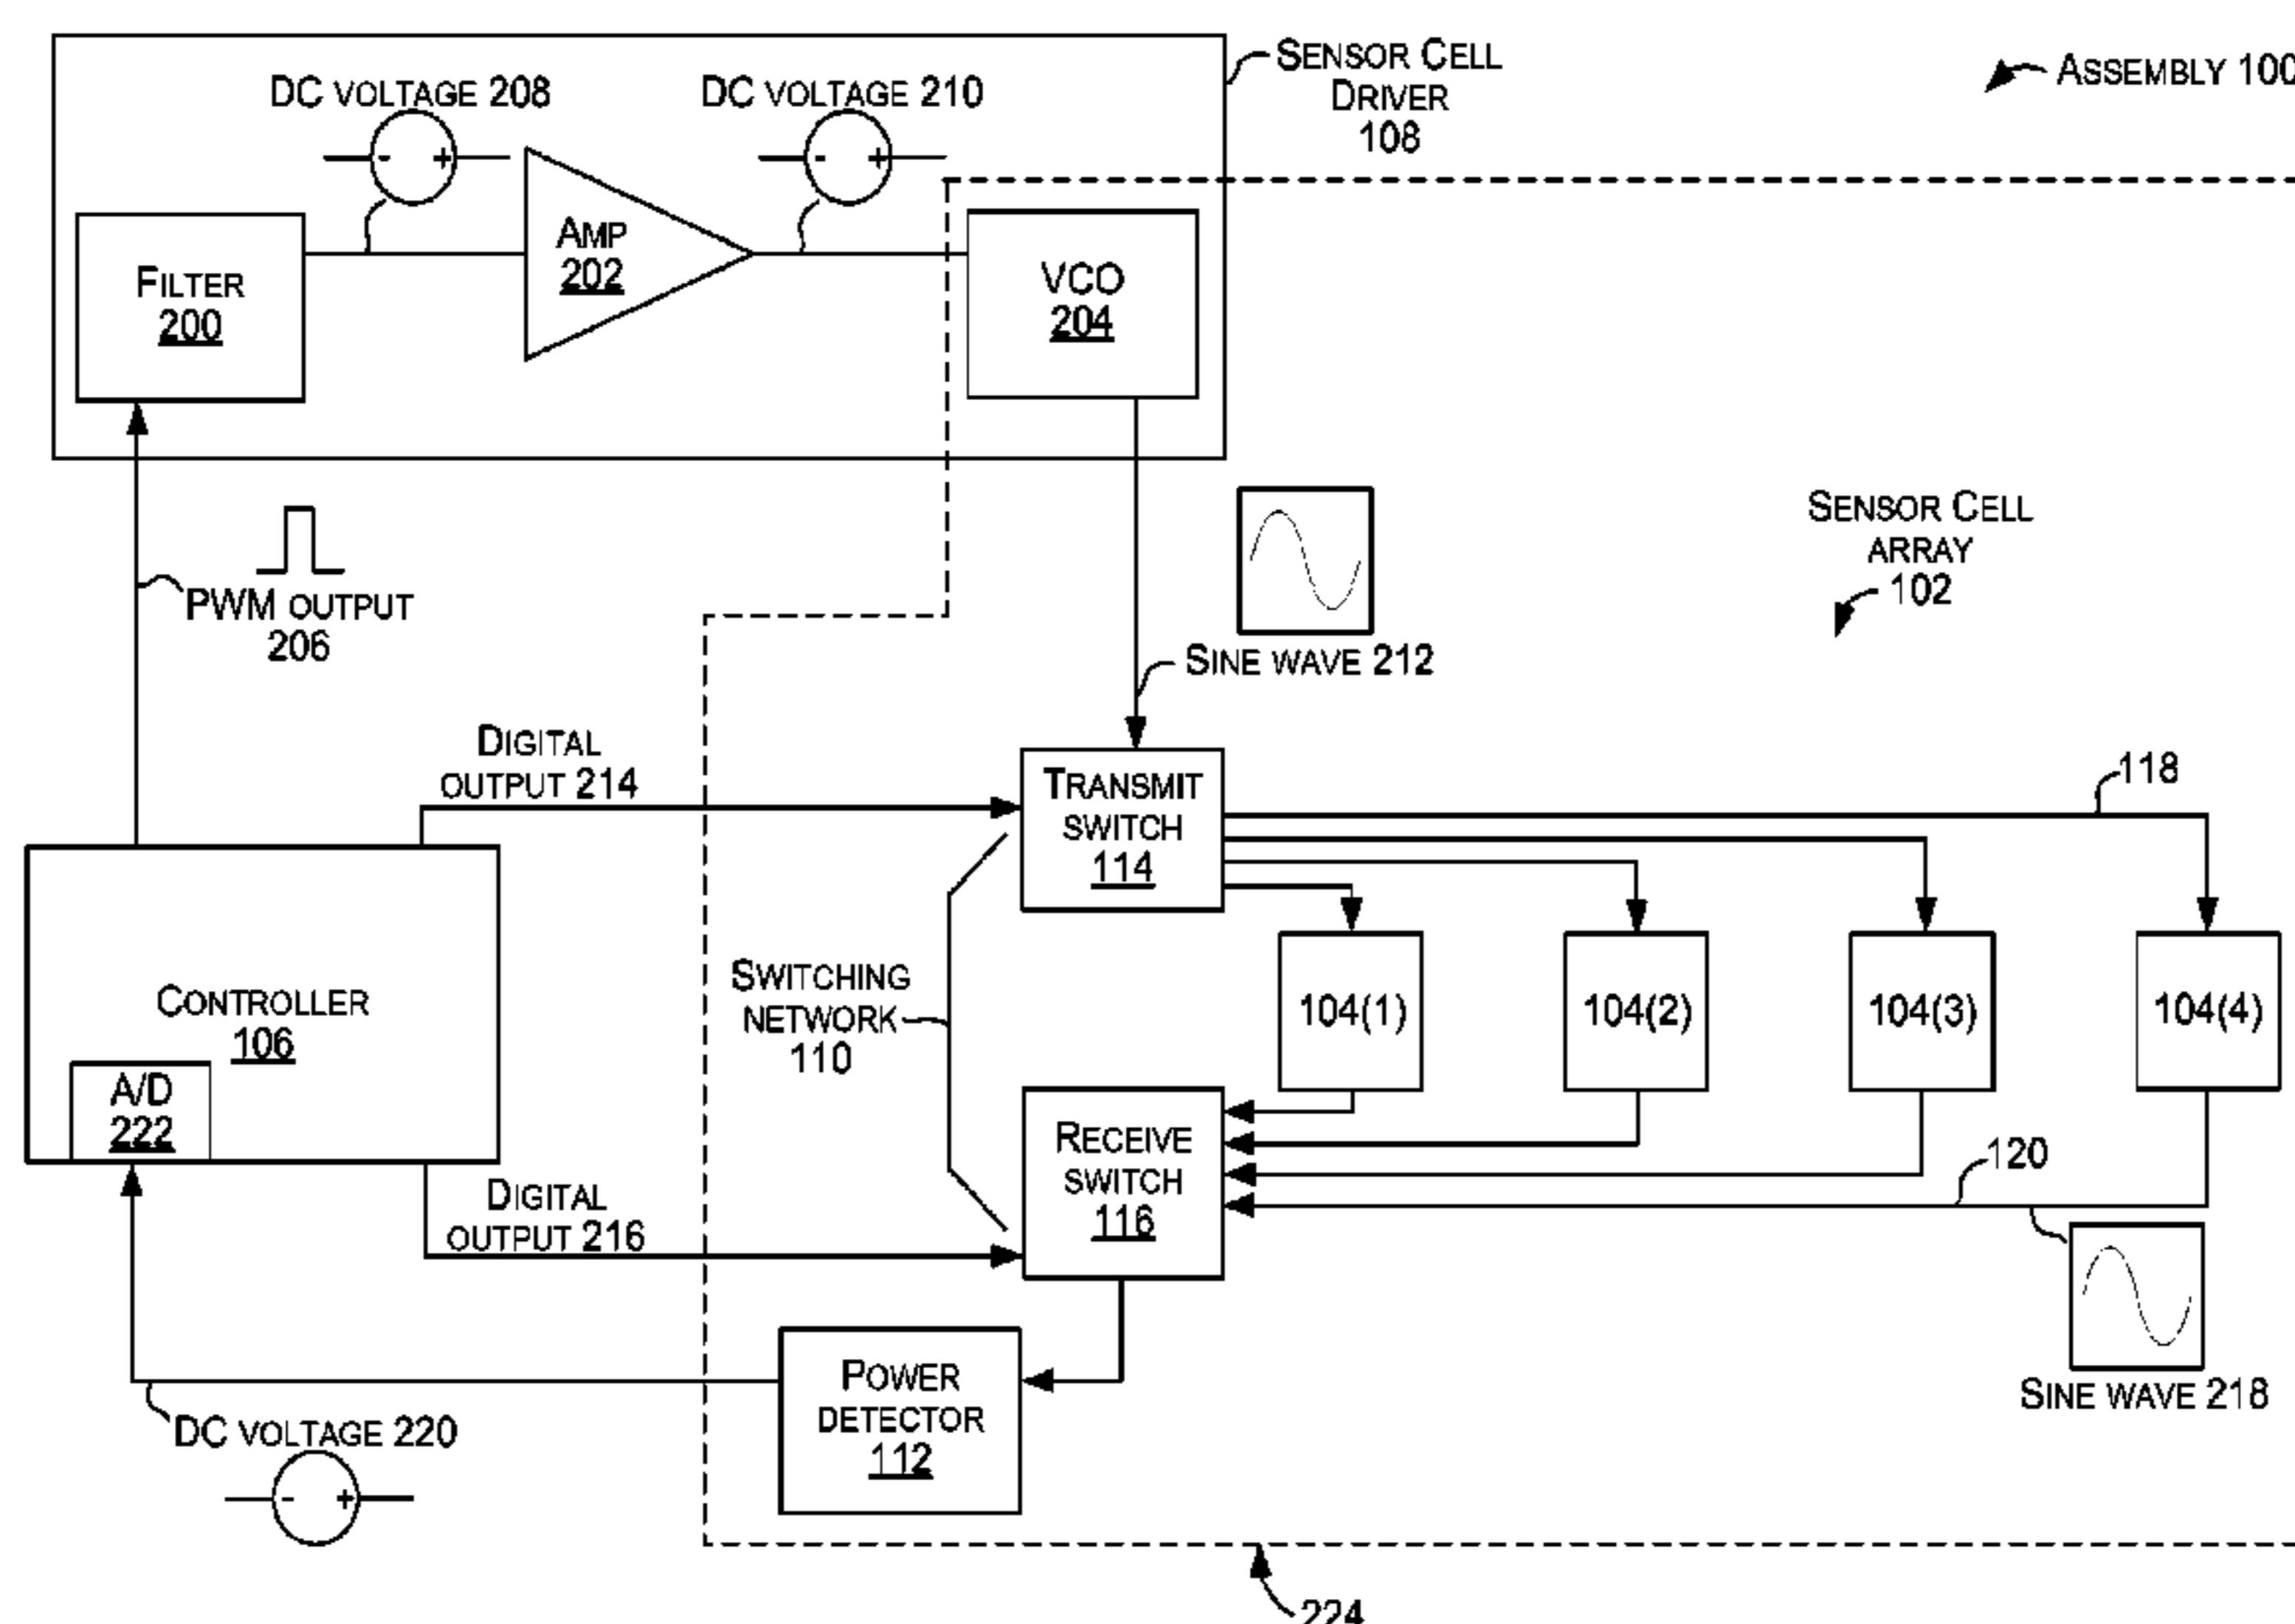 SENSOR CELL
DRIVER
108
ASSEMBLY 100
DC VOLTAGE 208
DC VOLTAGE 210
- +
- +
FILTER
200
AMP
202
VCO
204
PWM OUTPUT
206
SINE WAVE 212
SENSOR CELL
ARRAY
102
DIGITAL
OUTPUT 214
TRANSMIT
SWITCH
114
118
CONTROLLER
106
A/D
222
SWITCHING
NETWORK
110
104(1)
104(2)
104(3)
104(4)
RECEIVE
SWITCH
116
120
DIGITAL
OUTPUT 216
SINE WAVE 218
POWER
DETECTOR
112
DC VOLTAGE 220
- +
224